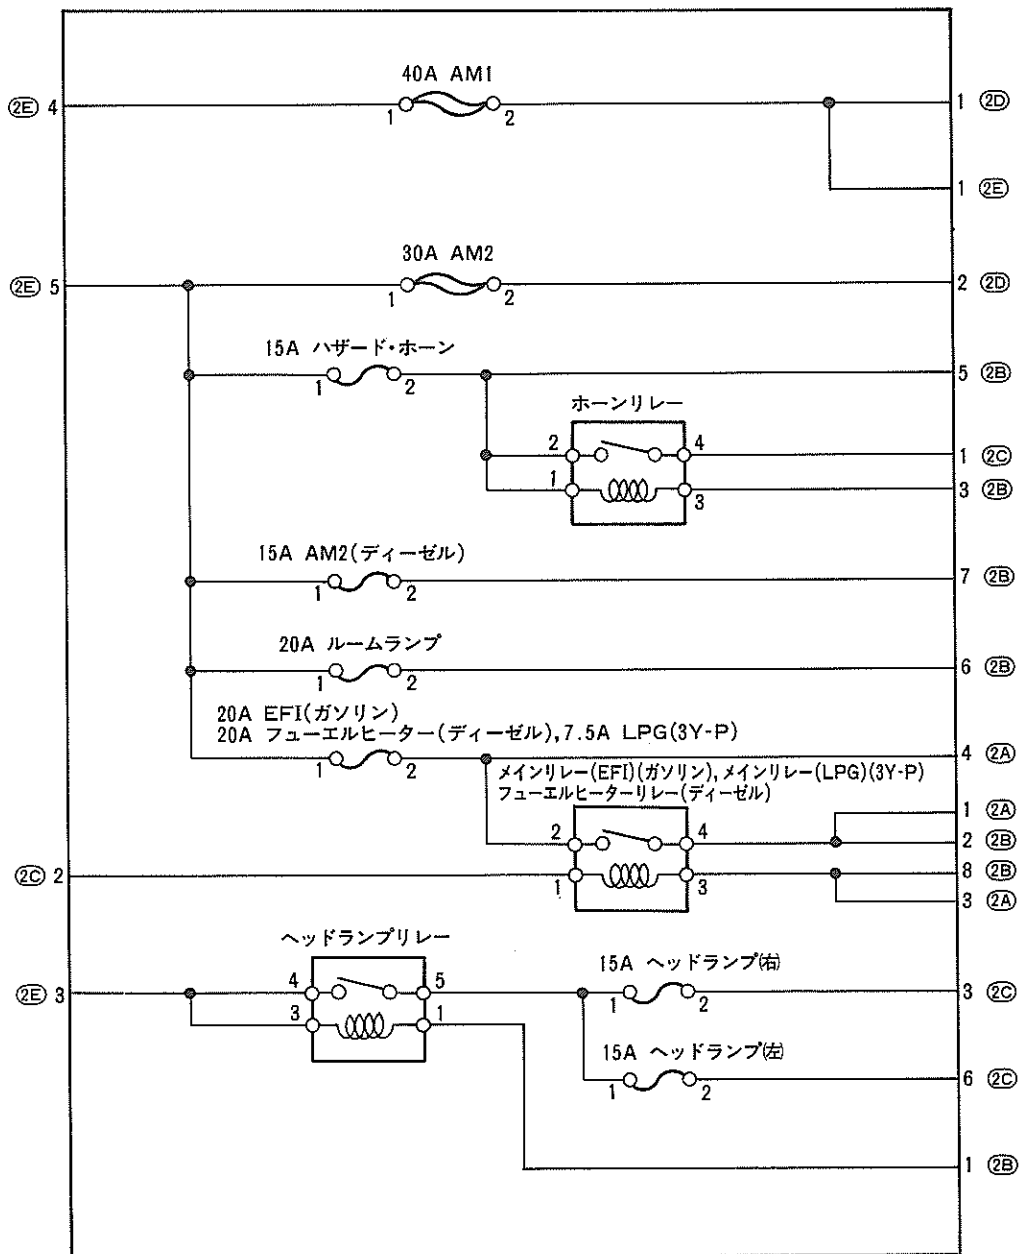 40A AM1
2E 4
1
2
1 2D
1 2E
30A AM2
2E 5
1
2
2 2D
15A ハザード・ホーン
1
2
5 2B
ホーンリレー
2
4
1 2C
1
3
3 2B
15A AM2(ディーゼル)
1
2
7 2B
20A ルームランプ
1
2
6 2B
20A EFI(ガソリン)
20A フューエルヒーター(ディーゼル),7.5A LPG(3Y-P)
1
2
4 2A
メインリレー(EFI)(ガソリン),メインリレー(LPG)(3Y-P)
フューエルヒーターリレー(ディーゼル)
1 2A
2
4
2 2B
2C 2
1
3
8 2B
3 2A
ヘッドランプリレー
15A ヘッドランプ(右)
2E 3
4
5
1
2
3 2C
3
1
15A ヘッドランプ(左)
1
2
6 2C
1 2B